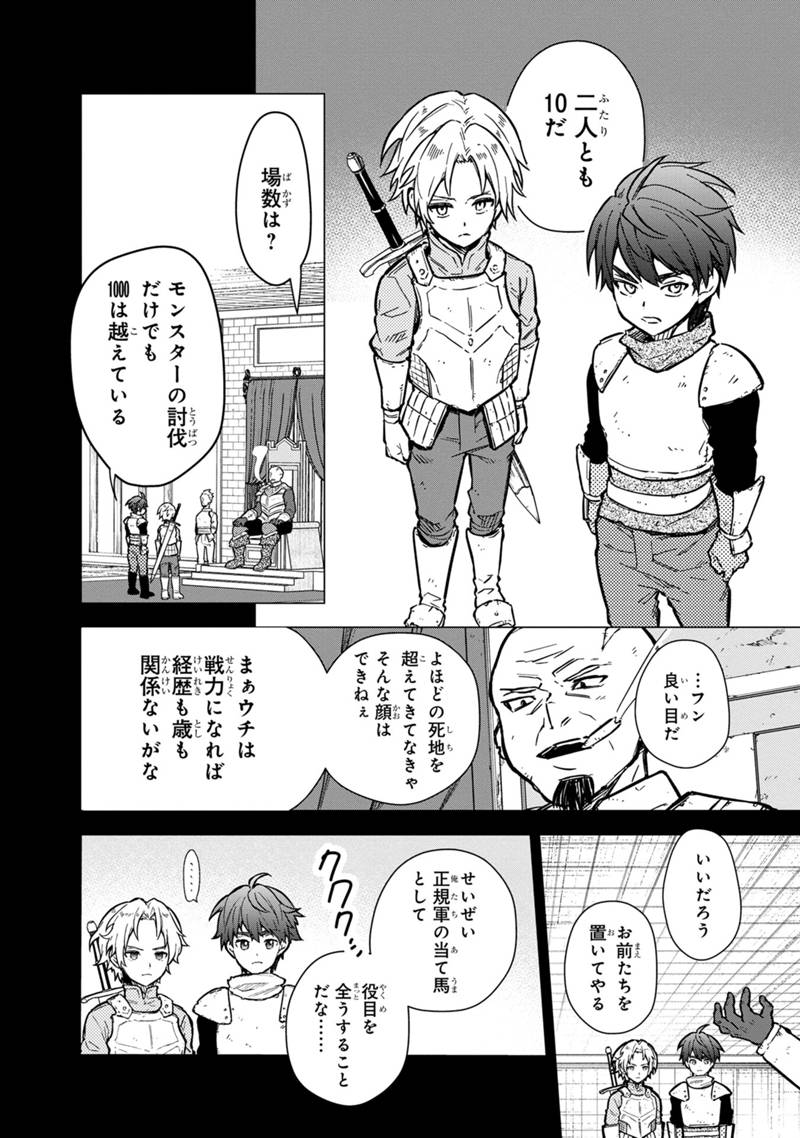 二人とも
10だ
場数は?
モンスターの討伐
だけでも
1000は越えている
…フン
良い目だ
よほどの死地を
超えてきてなきゃ
そんな顔は
できねぇ
まぁウチは
戦力になれば
経歴も歳も
関係ないがな
いいだろう
お前たちを
置いてやる
せいぜい
正規軍の当て馬
として
役目を
全うすること
だな……
クククッ
……